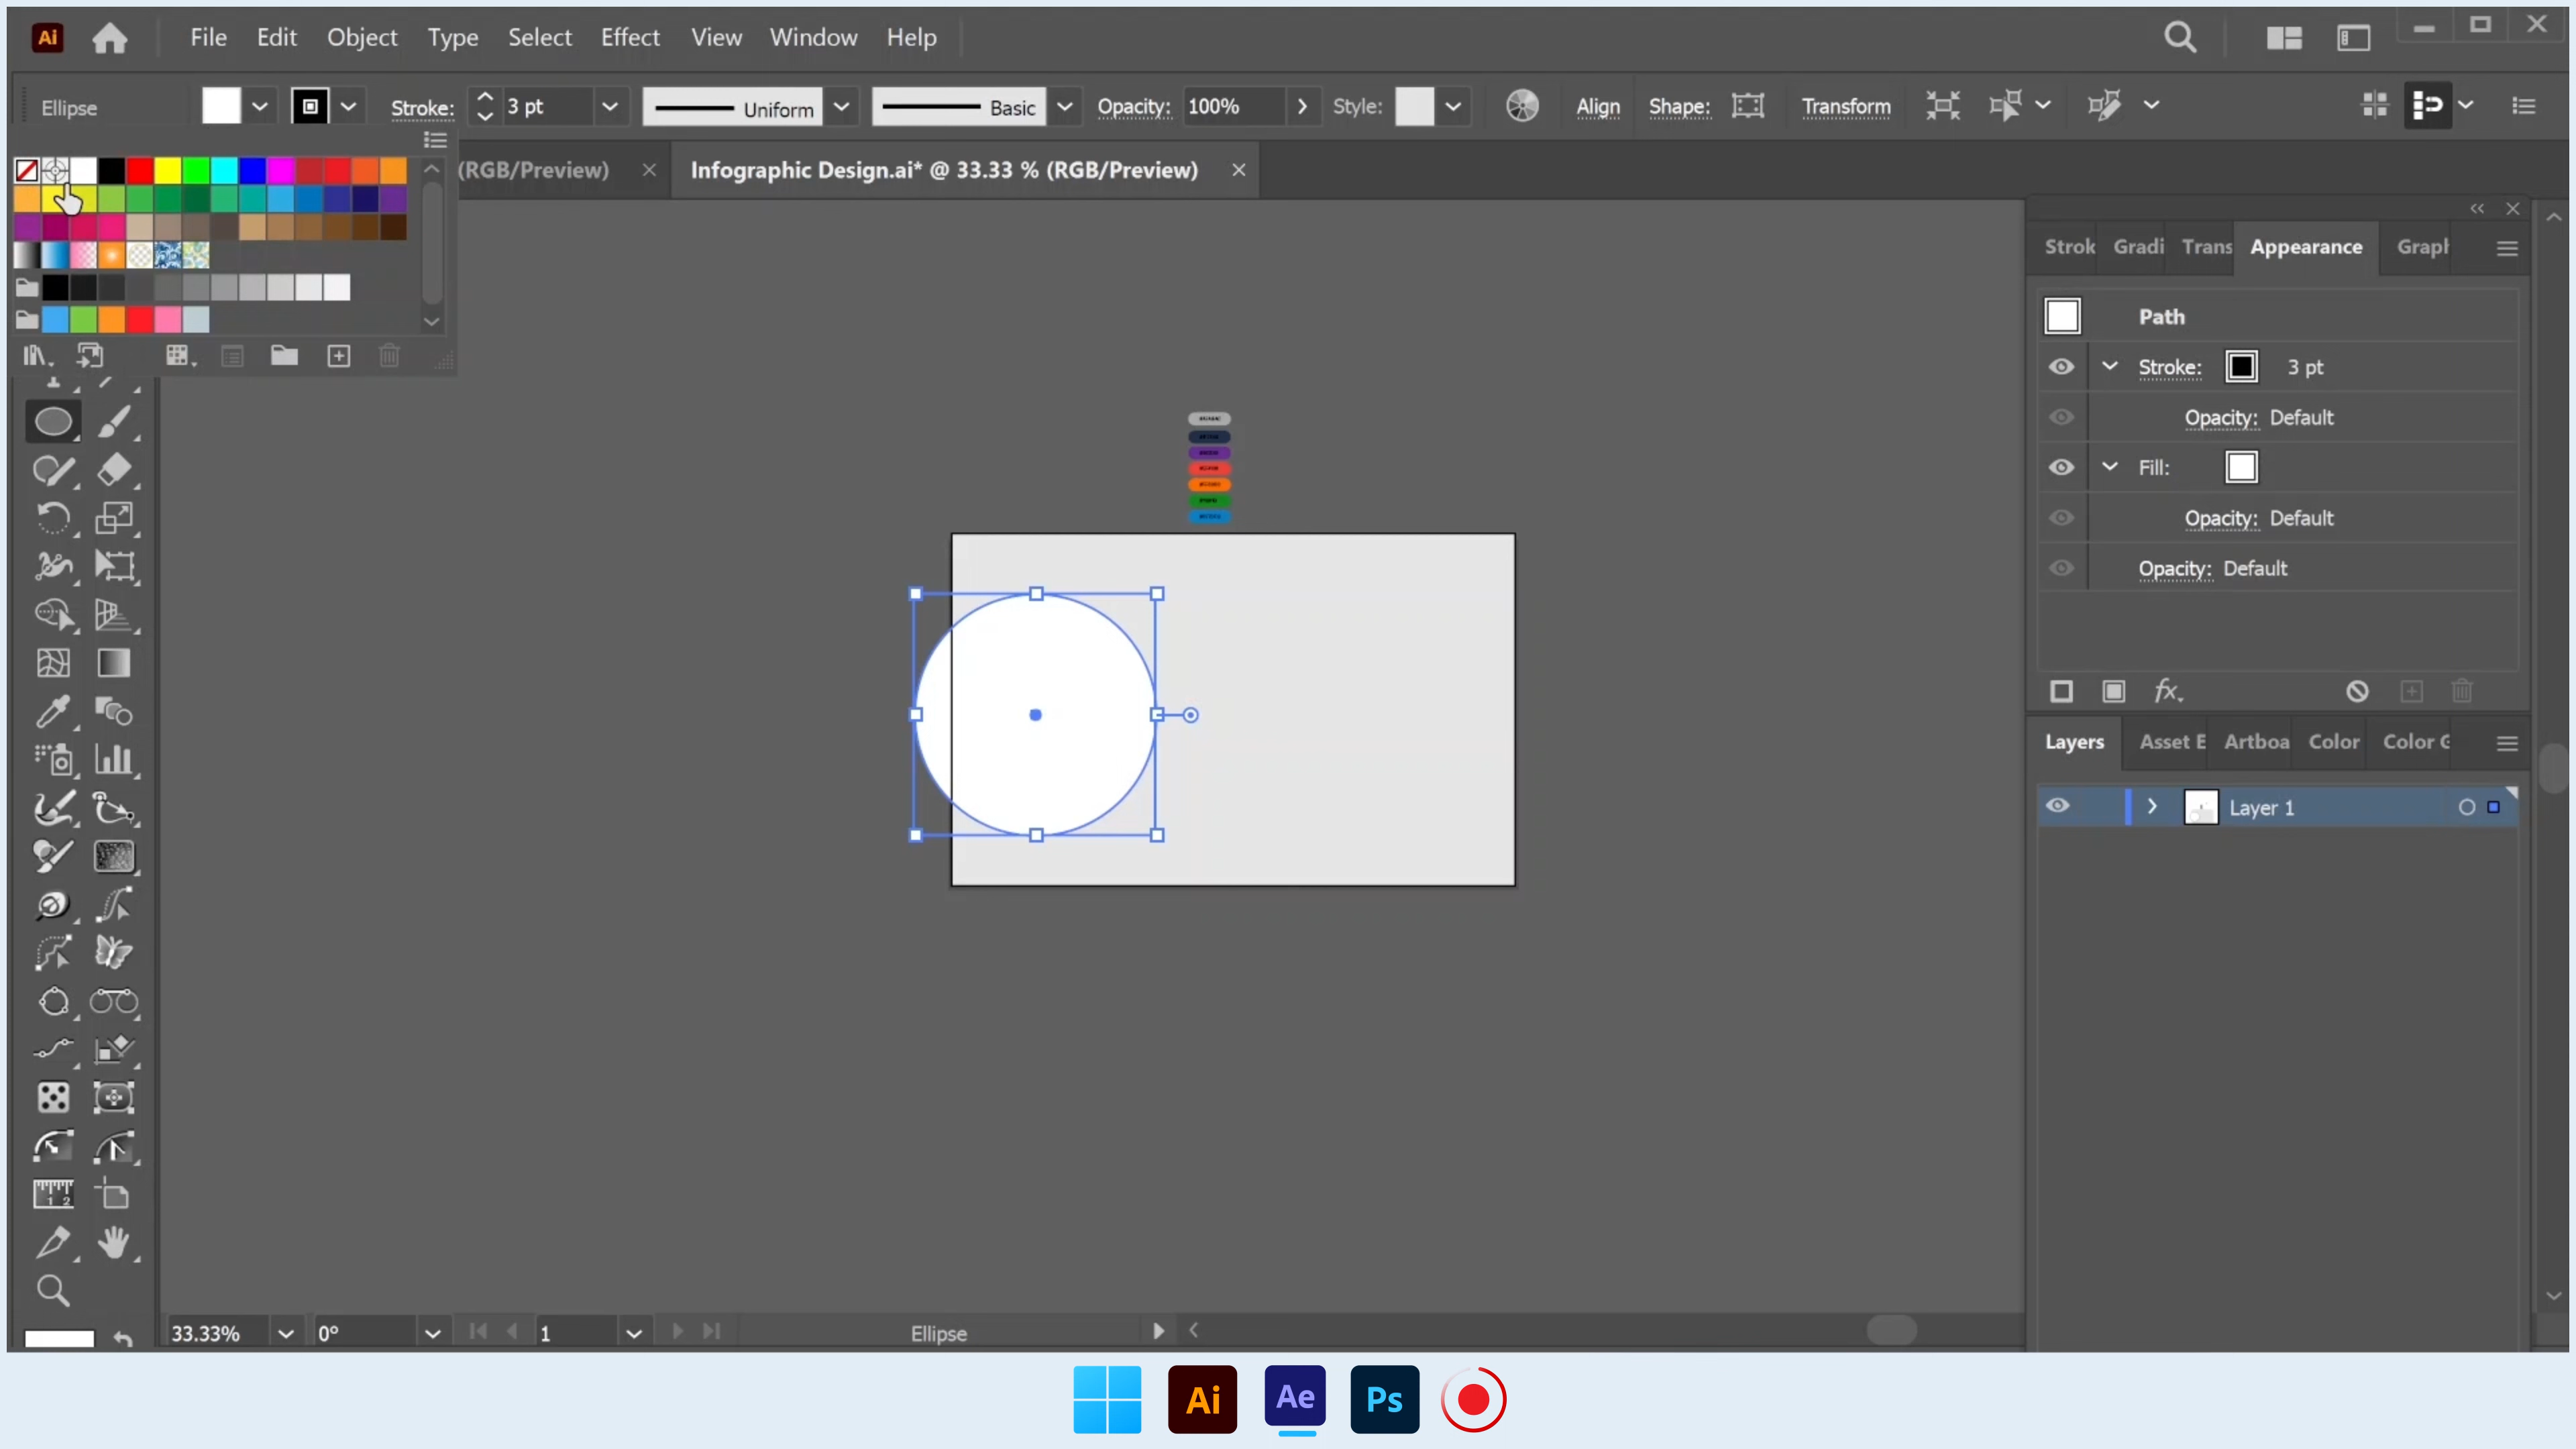 Ai File Edit Object Type Select Effect View Window Help
Ellipse Stroke: 3 pt Uniform Basic Opacity: 100% Style: Align Shape: Transform
(RGB/Preview) Infographic Design.ai* @ 33.33 % (RGB/Preview)
Strok Gradi Trans Appearance Graph
Path
Stroke: 3 pt
Opacity: Default
Fill:
Opacity: Default
Opacity: Default
fx
Layers Asset E Artboa Color Color G
Layer 1
33.33% 0° 1 Ellipse
Ai Ae Ps